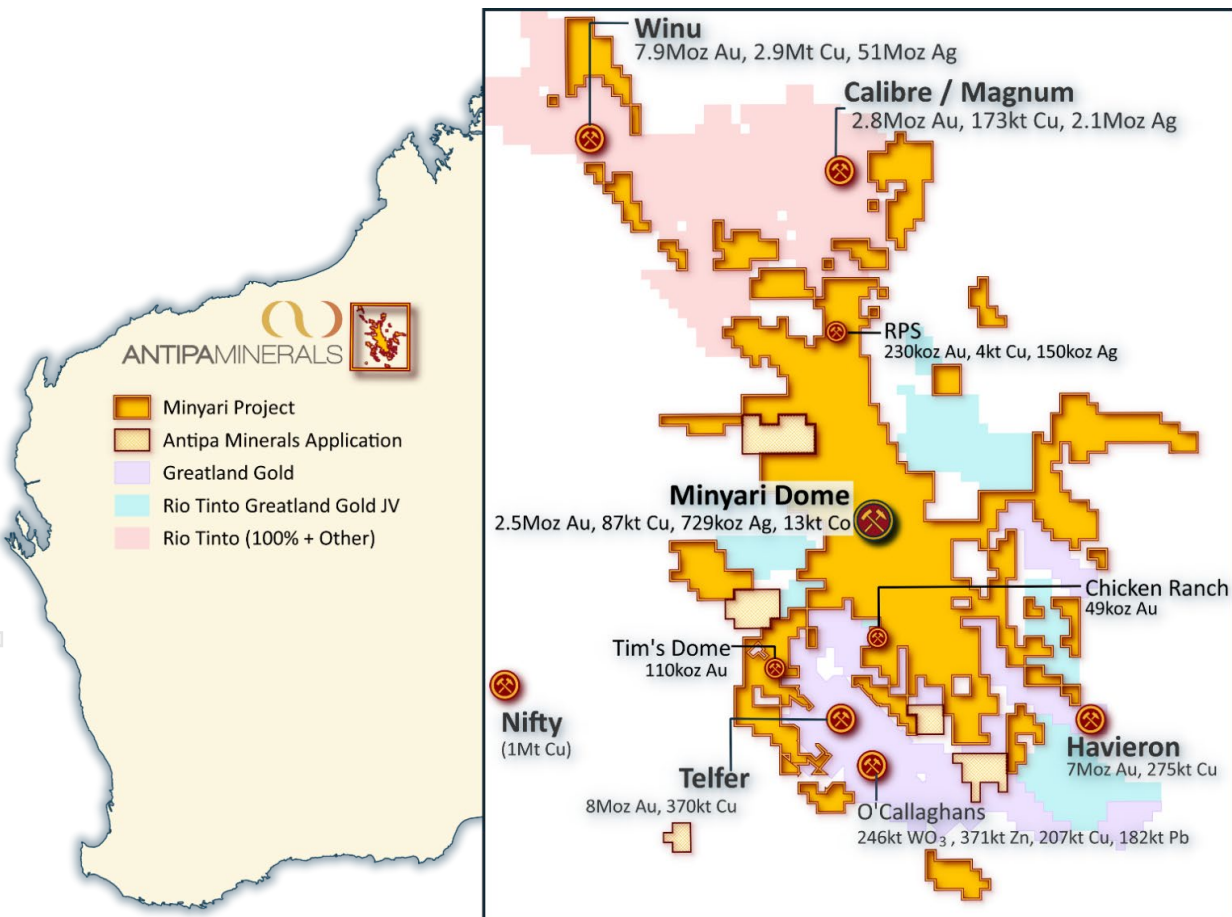 Winu
7.9Moz Au, 2.9Mt Cu, 51Moz Ag
Calibre / Magnum
2.8Moz Au, 173kt Cu, 2.1Moz Ag
RPS
230koz Au, 4kt Cu, 150koz Ag
ANTIPAMINERALS
Minyari Project
Antipa Minerals Application
Greatland Gold
Rio Tinto Greatland Gold JV
Rio Tinto (100% + Other)
Minyari Dome
2.5Moz Au, 87kt Cu, 729koz Ag, 13kt Co
Chicken Ranch
49koz Au
Tim's Dome
110koz Au
Nifty
(1Mt Cu)
Telfer
8Moz Au, 370kt Cu
Havieron
7Moz Au, 275kt Cu
O'Callaghans
246kt WO₃ , 371kt Zn, 207kt Cu, 182kt Pb